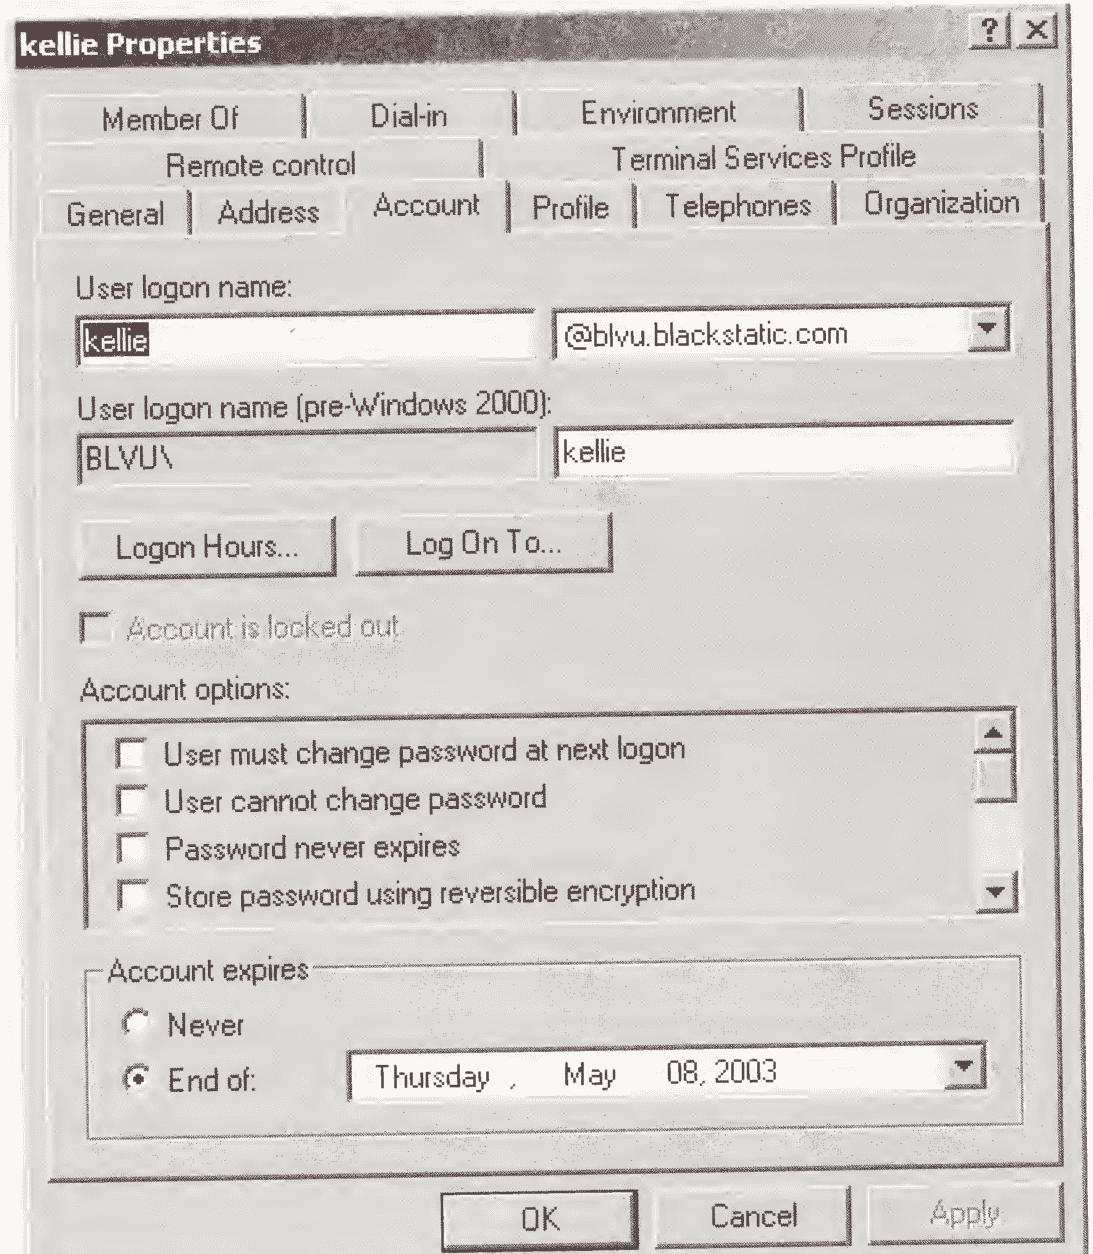 kellie Properties ? X
Member Of Dial-in Environment Sessions
Remote control Terminal Services Profile
General Address Account Profile Telephones Organization
User logon name:
kellie @blvu.blackstatic.com
User logon name (pre-Windows 2000):
BLVU\ kellie
Logon Hours... Log On To...
Account is locked out
Account options:
User must change password at next logon
User cannot change password
Password never expires
Store password using reversible encryption
Account expires
Never
End of: Thursday , May 08, 2003
OK Cancel Apply